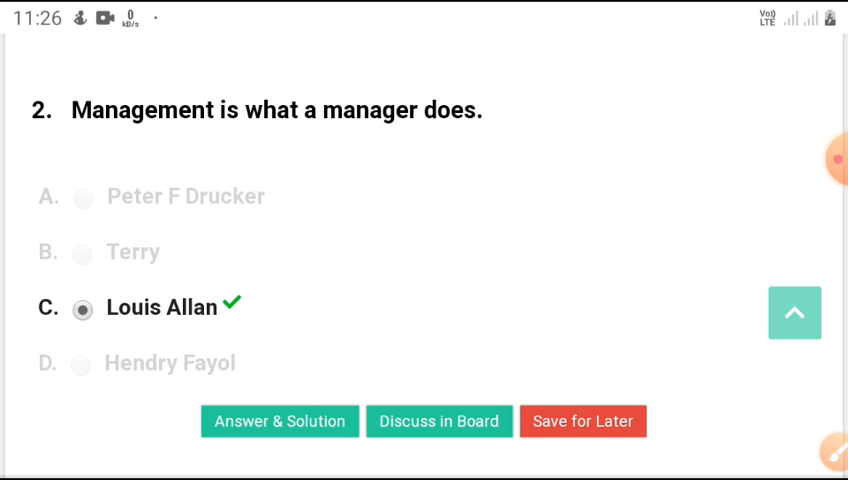 11:26 0 kB/s Vo)) LTE
2. Management is what a manager does.
A. Peter F Drucker
B. Terry
C. Louis Allan
D. Hendry Fayol
Answer & Solution Discuss in Board Save for Later